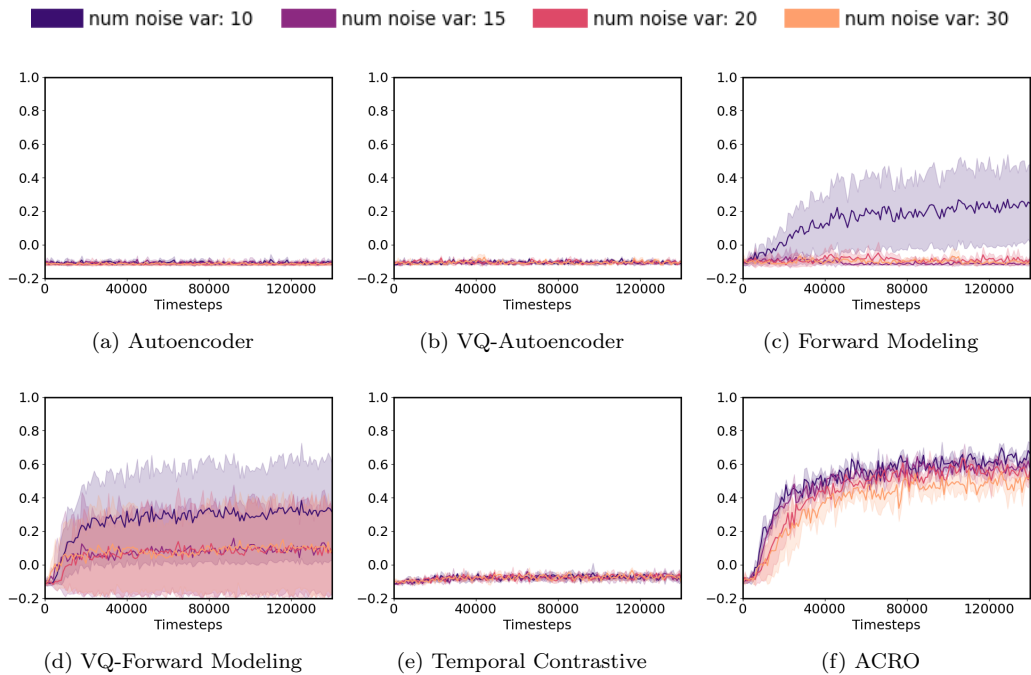 num noise var: 10 num noise var: 15 num noise var: 20 num noise var: 30
1.0 1.0 1.0
0.8 0.8 0.8
0.6 0.6 0.6
0.4 0.4 0.4
0.2 0.2 0.2
0.0 0.0 0.0
−0.2 −0.2 −0.2
0 40000 80000 120000 0 40000 80000 120000 0 40000 80000 120000
Timesteps Timesteps Timesteps
(a) Autoencoder (b) VQ-Autoencoder (c) Forward Modeling
1.0 1.0 1.0
0.8 0.8 0.8
0.6 0.6 0.6
0.4 0.4 0.4
0.2 0.2 0.2
0.0 0.0 0.0
−0.2 −0.2 −0.2
0 40000 80000 120000 0 40000 80000 120000 0 40000 80000 120000
Timesteps Timesteps Timesteps
(d) VQ-Forward Modeling (e) Temporal Contrastive (f) ACRO